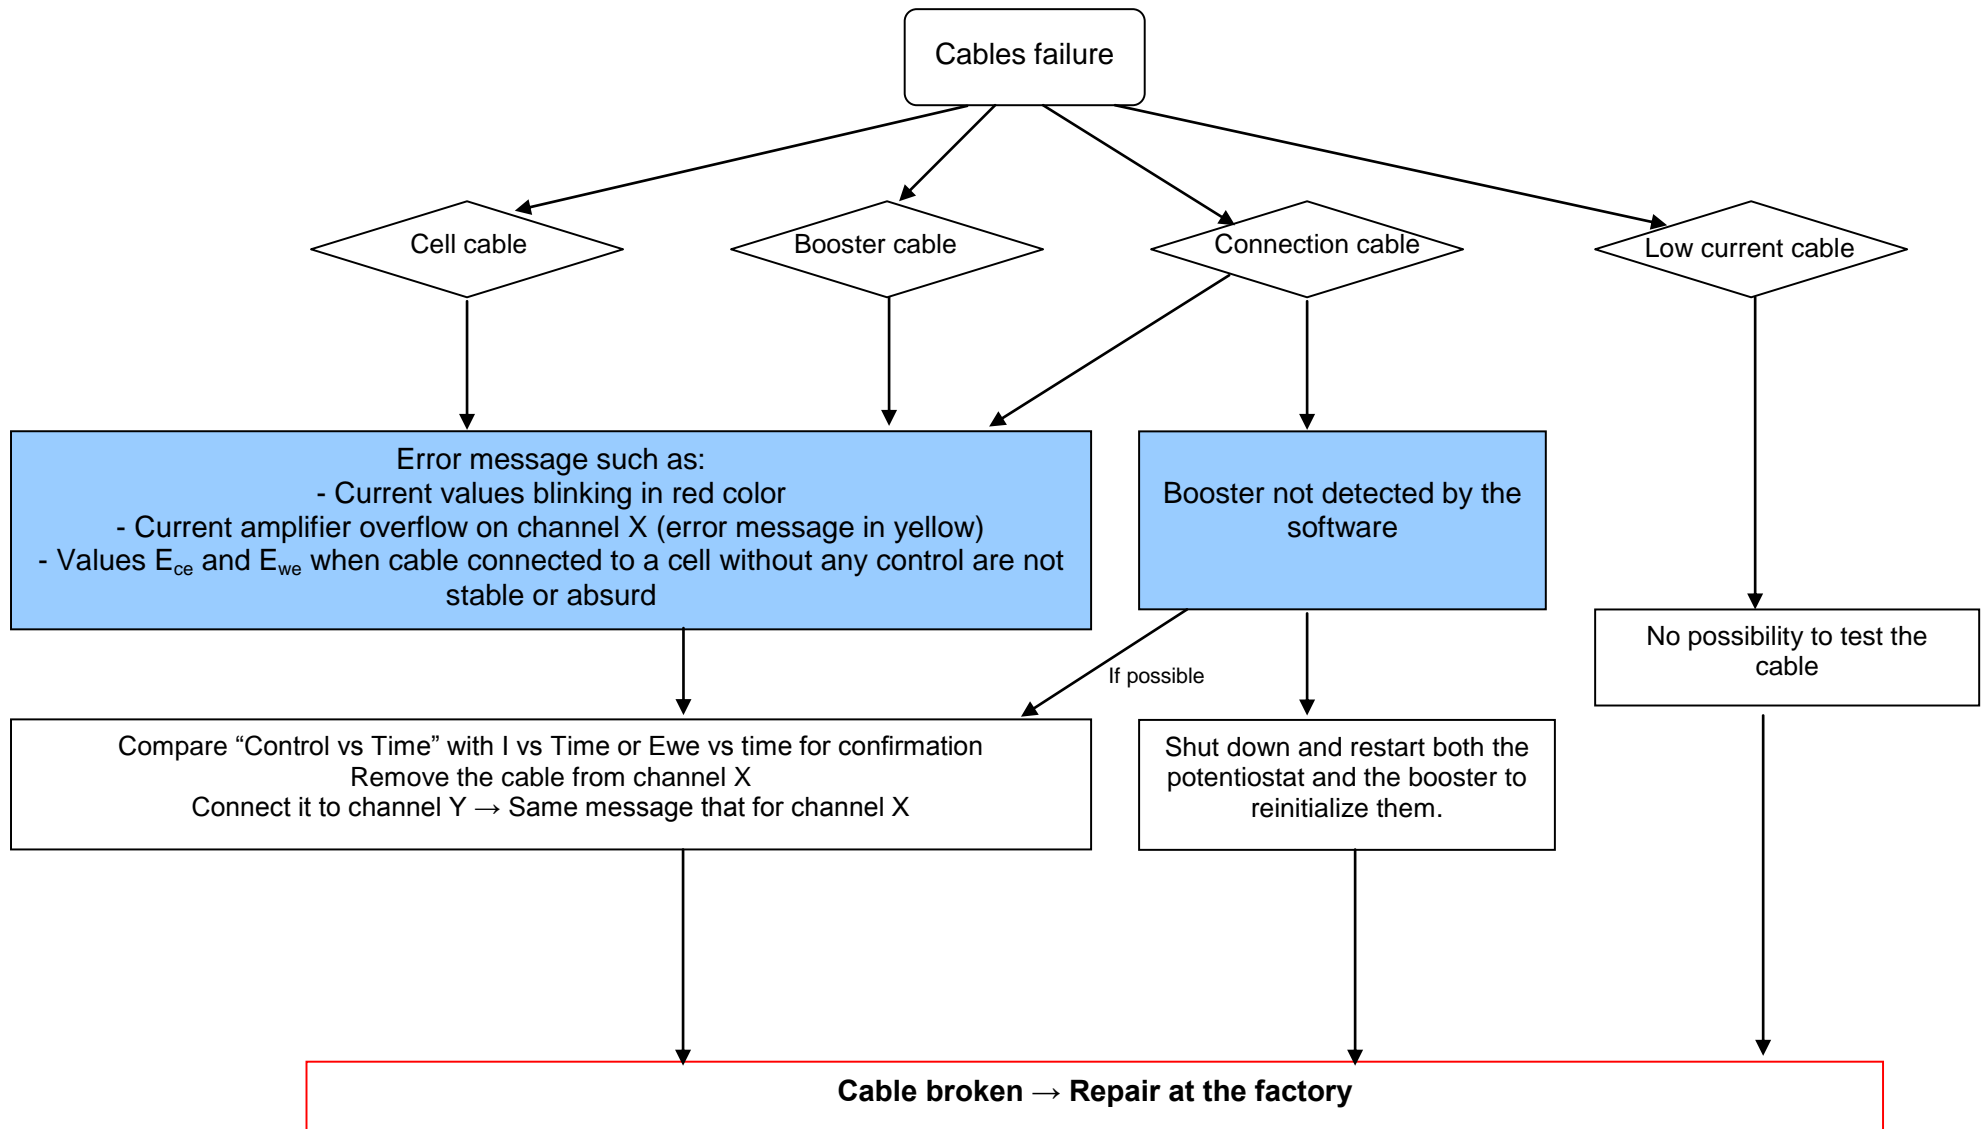 Cables failure
Cell cable
Booster cable
Connection cable
Low current cable
Error message such as:
- Current values blinking in red color
- Current amplifier overflow on channel X (error message in yellow)
- Values Ece and Ewe when cable connected to a cell without any control are not
stable or absurd
Booster not detected by the
software
No possibility to test the
cable
If possible
Compare “Control vs Time” with I vs Time or Ewe vs time for confirmation
Remove the cable from channel X
Connect it to channel Y → Same message that for channel X
Shut down and restart both the
potentiostat and the booster to
reinitialize them.
Cable broken → Repair at the factory